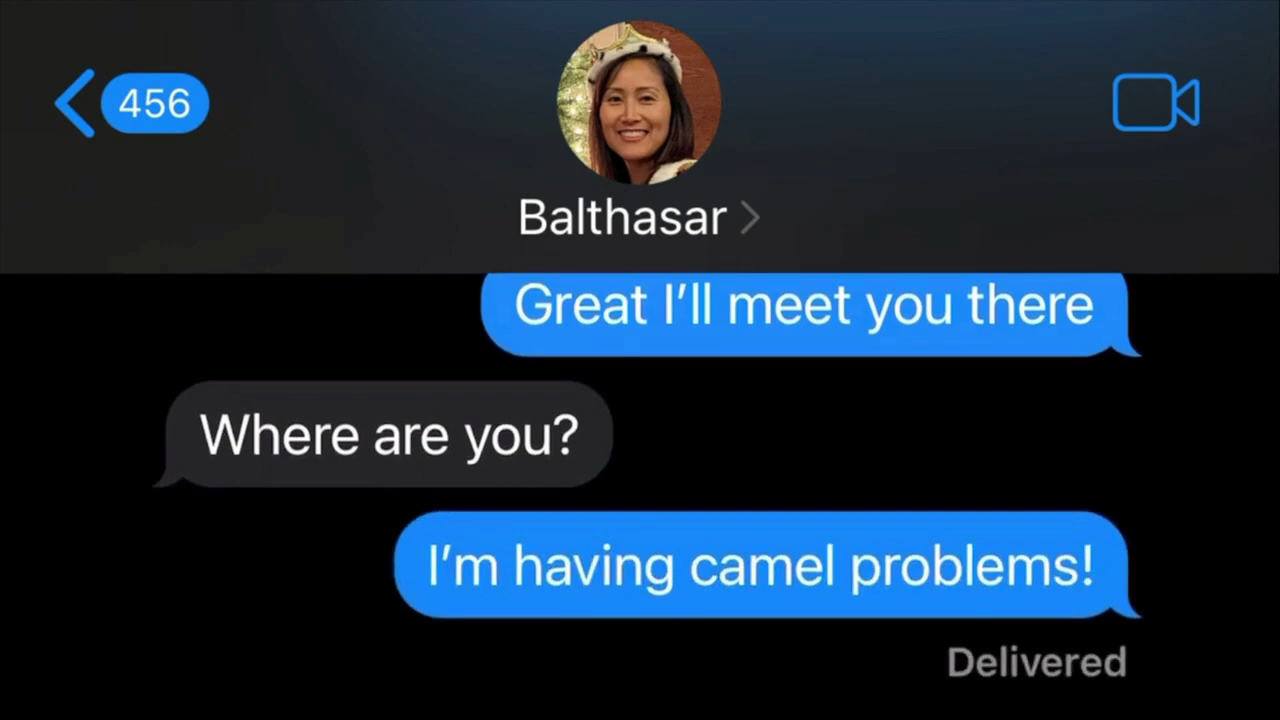 456
Balthasar
Great I’ll meet you there
Where are you?
I’m having camel problems!
Delivered